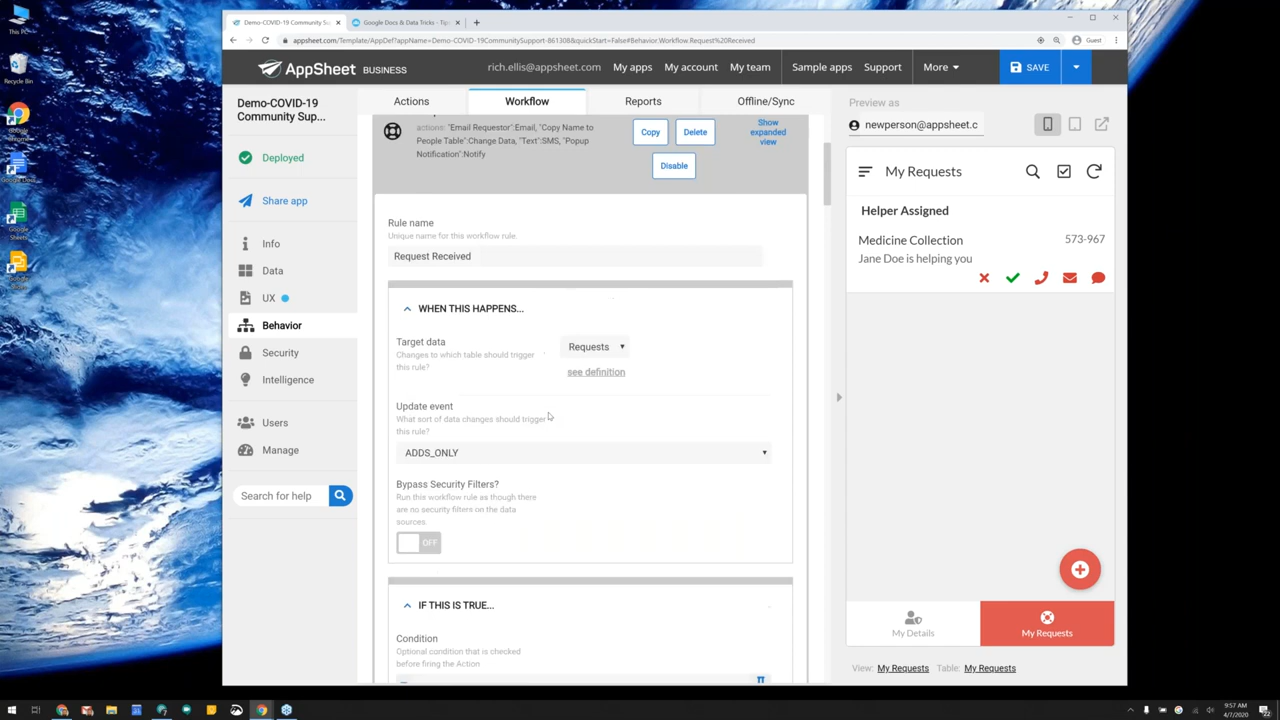 This PC
Recycle Bin
Google Chrome
Google Docs
Google Sheets
Demo-COVID-19 Community Su
Google Docs & Data Tricks - Tip
appsheet.com/Template/AppDef?appName=Demo-COVID-19CommunitySupport-861308&quickStart=False#Behavior.Workflow.Request%20Received
Guest
AppSheet BUSINESS
rich.ellis@appsheet.com
My apps
My account
My team
Sample apps
Support
More
SAVE
Demo-COVID-19
Community Sup...
Deployed
Share app
Info
Data
UX
Behavior
Security
Intelligence
Users
Manage
Search for help
Actions
Workflow
Reports
Offline/Sync
actions: "Email Requestor":Email, "Copy Name to
People Table":Change Data, "Text":SMS, "Popup
Notification":Notify
Copy
Delete
Disable
Show
expanded
view
Rule name
Unique name for this workflow rule.
Request Received
WHEN THIS HAPPENS...
Target data
Changes to which table should trigger
this rule?
Requests
see definition
Update event
What sort of data changes should trigger
this rule?
ADDS_ONLY
Bypass Security Filters?
Run this workflow rule as though there
are no security filters on the data
sources.
OFF
IF THIS IS TRUE...
Condition
Optional condition that is checked
before firing the Action
Preview as
newperson@appsheet.c
My Requests
Helper Assigned
Medicine Collection
573-967
Jane Doe is helping you
My Details
My Requests
View: My Requests
Table: My Requests
9:57 AM
4/7/2020